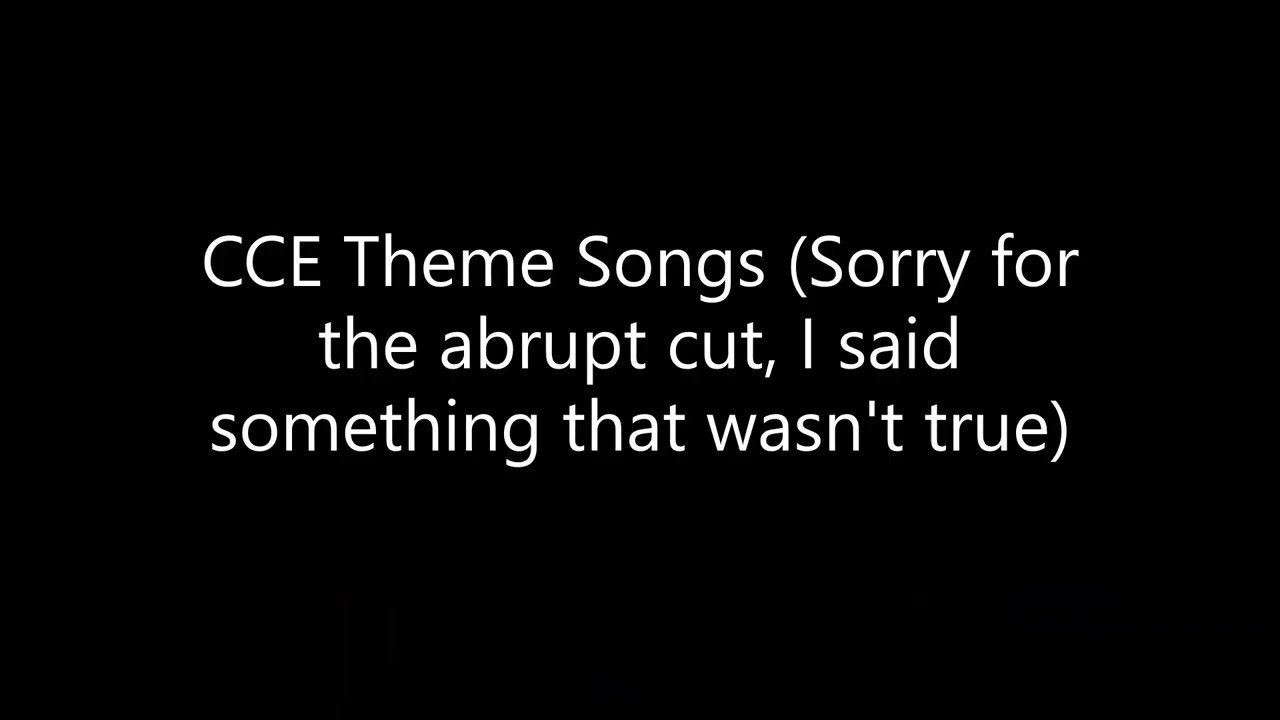 CCE Theme Songs (Sorry for
the abrupt cut, I said
something that wasn't true)